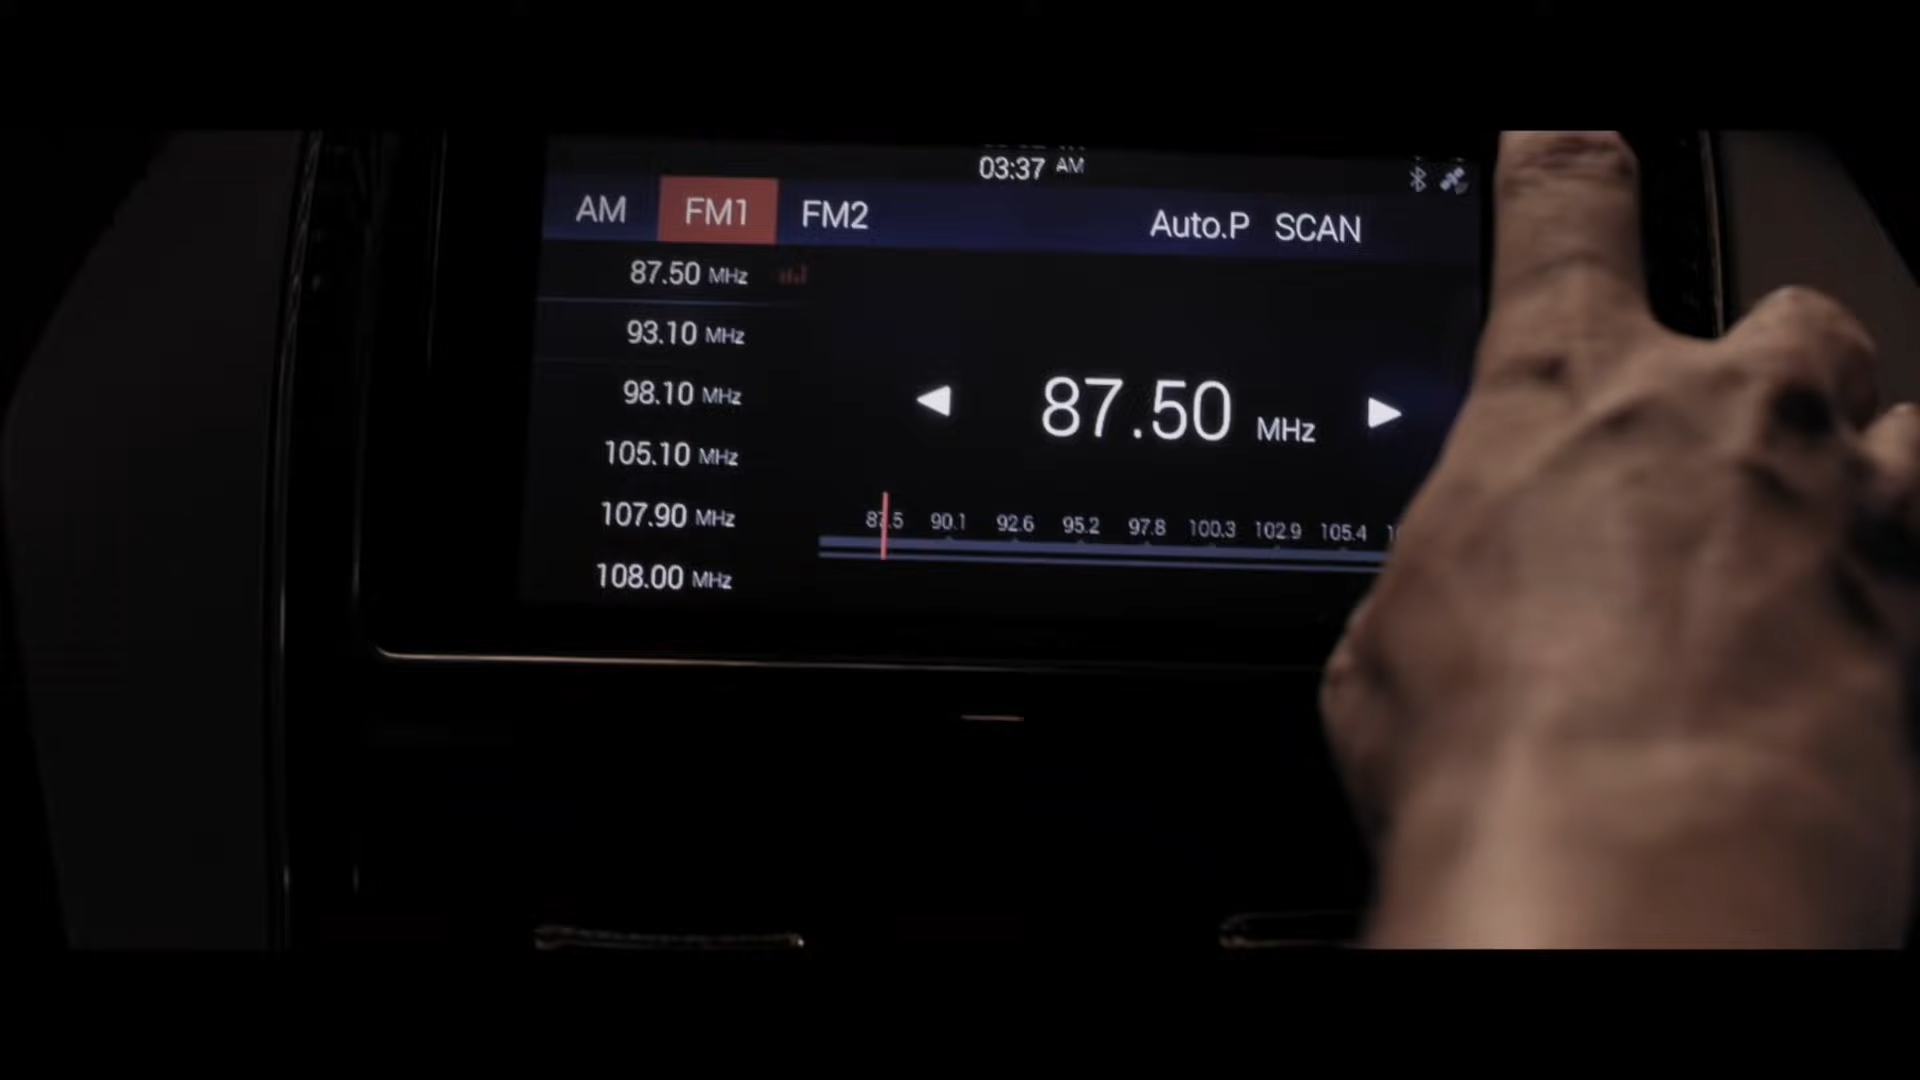 03:37 AM
AM FM1 FM2 Auto.P SCAN
87.50 MHz
93.10 MHz
98.10 MHz
105.10 MHz
107.90 MHz
108.00 MHz
87.50 MHz
87.5 90.1 92.6 95.2 97.8 100.3 102.9 105.4